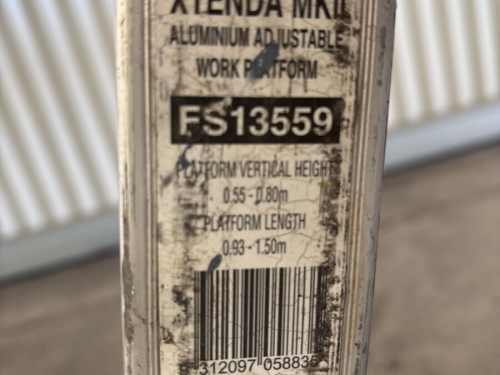 XTENDA MKII
ALUMINIUM ADJUSTABLE
WORK PLATFORM
FS13559
PLATFORM VERTICAL HEIGHT
0.55 - 0.80m
PLATFORM LENGTH
0.93 - 1.50m
9 312097 058835